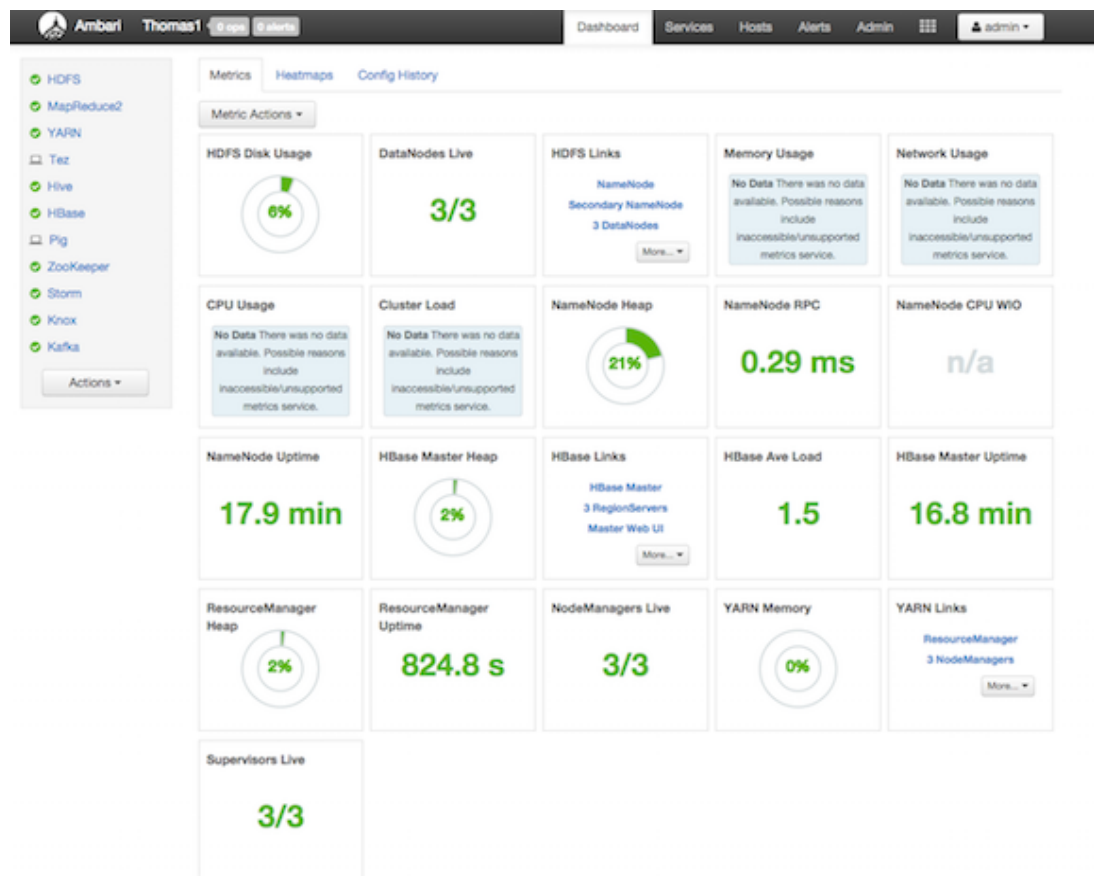 Ambari Thomas1 0 ops 0 alerts Dashboard Services Hosts Alerts Admin admin
HDFS
MapReduce2
YARN
Tez
Hive
HBase
Pig
ZooKeeper
Storm
Knox
Kafka
Actions
Metrics Heatmaps Config History
Metric Actions
HDFS Disk Usage
6%
DataNodes Live
3/3
HDFS Links
NameNode
Secondary NameNode
3 DataNodes
More...
Memory Usage
No Data There was no data
available. Possible reasons
include
inaccessible/unsupported
metrics service.
Network Usage
No Data There was no data
available. Possible reasons
include
inaccessible/unsupported
metrics service.
CPU Usage
No Data There was no data
available. Possible reasons
include
inaccessible/unsupported
metrics service.
Cluster Load
No Data There was no data
available. Possible reasons
include
inaccessible/unsupported
metrics service.
NameNode Heap
21%
NameNode RPC
0.29 ms
NameNode CPU WIO
n/a
NameNode Uptime
17.9 min
HBase Master Heap
2%
HBase Links
HBase Master
3 RegionServers
Master Web UI
More...
HBase Ave Load
1.5
HBase Master Uptime
16.8 min
ResourceManager
Heap
2%
ResourceManager
Uptime
824.8 s
NodeManagers Live
3/3
YARN Memory
0%
YARN Links
ResourceManager
3 NodeManagers
More...
Supervisors Live
3/3